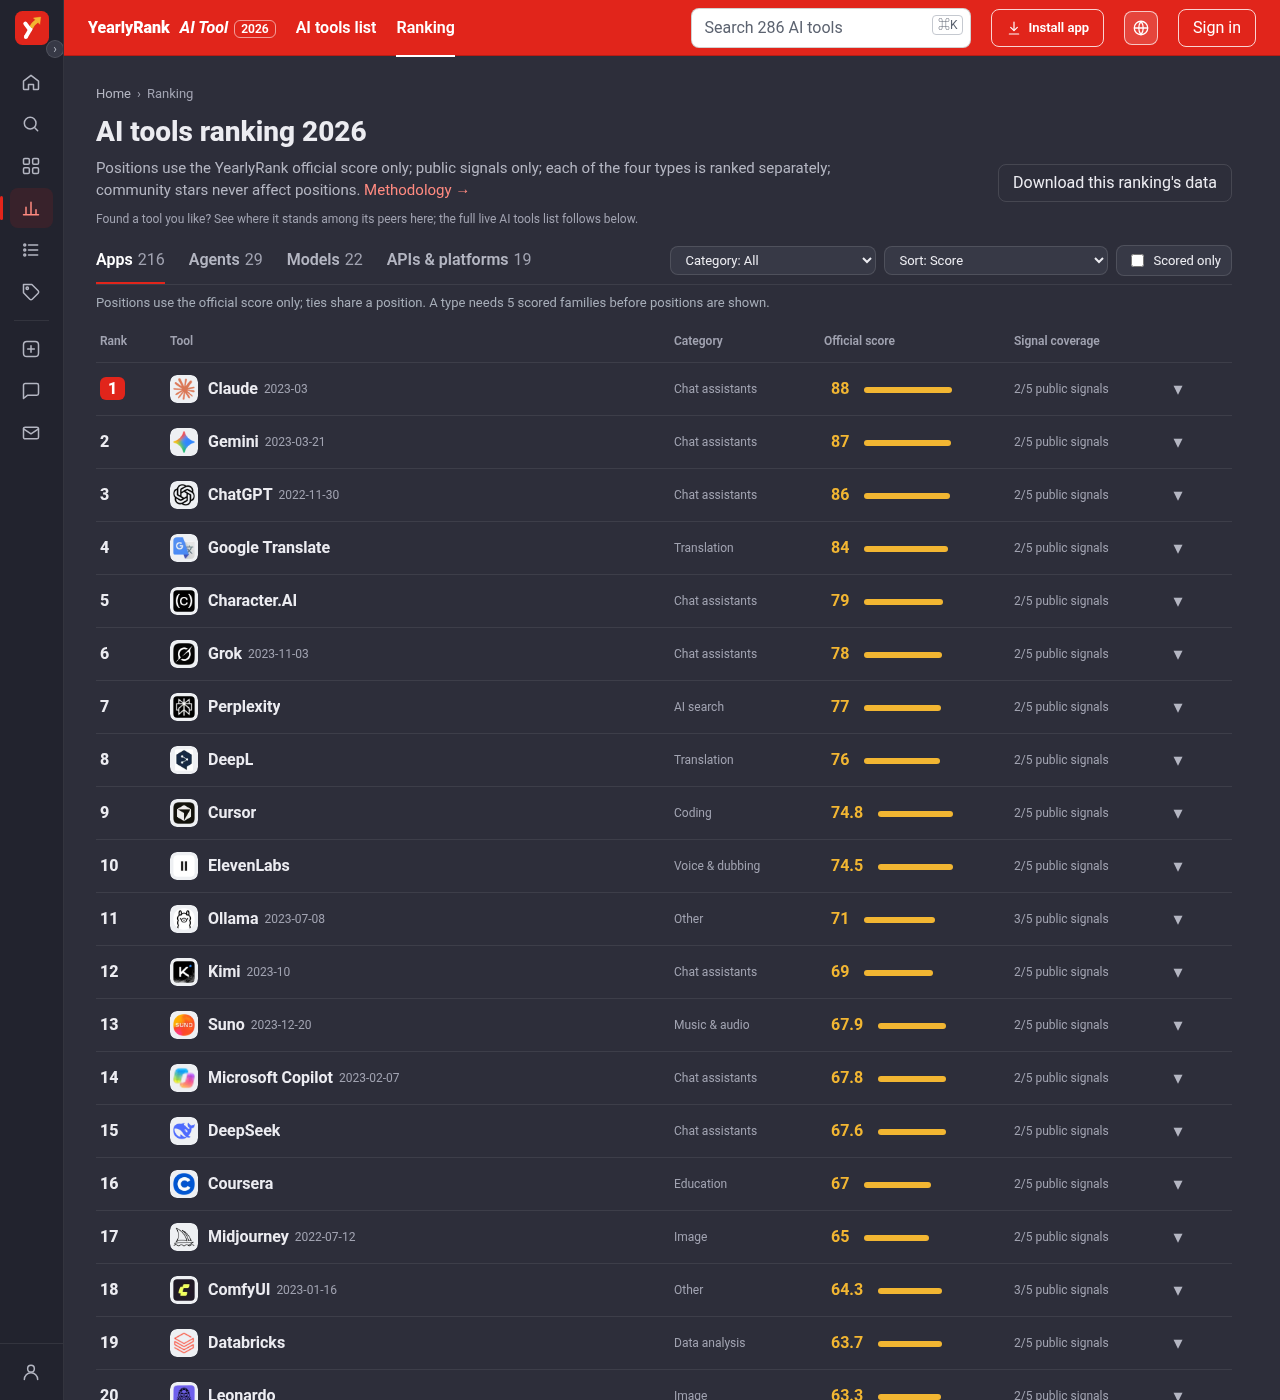 YearlyRank AI Tool 2026 AI tools list Ranking Search 286 AI tools ⌘K Install app Sign in
Home › Ranking
AI tools ranking 2026
Positions use the YearlyRank official score only; public signals only; each of the four types is ranked separately;
community stars never affect positions. Methodology →
Download this ranking's data
Found a tool you like? See where it stands among its peers here; the full live AI tools list follows below.
Apps 216 Agents 29 Models 22 APIs & platforms 19 Category: All Sort: Score Scored only
Positions use the official score only; ties share a position. A type needs 5 scored families before positions are shown.
Rank Tool Category Official score Signal coverage
1 Claude 2023-03 Chat assistants 88 2/5 public signals ▼
2 Gemini 2023-03-21 Chat assistants 87 2/5 public signals ▼
3 ChatGPT 2022-11-30 Chat assistants 86 2/5 public signals ▼
4 Google Translate Translation 84 2/5 public signals ▼
5 Character.AI Chat assistants 79 2/5 public signals ▼
6 Grok 2023-11-03 Chat assistants 78 2/5 public signals ▼
7 Perplexity AI search 77 2/5 public signals ▼
8 DeepL Translation 76 2/5 public signals ▼
9 Cursor Coding 74.8 2/5 public signals ▼
10 ElevenLabs Voice & dubbing 74.5 2/5 public signals ▼
11 Ollama 2023-07-08 Other 71 3/5 public signals ▼
12 Kimi 2023-10 Chat assistants 69 2/5 public signals ▼
13 Suno 2023-12-20 Music & audio 67.9 2/5 public signals ▼
14 Microsoft Copilot 2023-02-07 Chat assistants 67.8 2/5 public signals ▼
15 DeepSeek Chat assistants 67.6 2/5 public signals ▼
16 Coursera Education 67 2/5 public signals ▼
17 Midjourney 2022-07-12 Image 65 2/5 public signals ▼
18 ComfyUI 2023-01-16 Other 64.3 3/5 public signals ▼
19 Databricks Data analysis 63.7 2/5 public signals ▼
20 Leonardo Image 63.3 2/5 public signals ▼